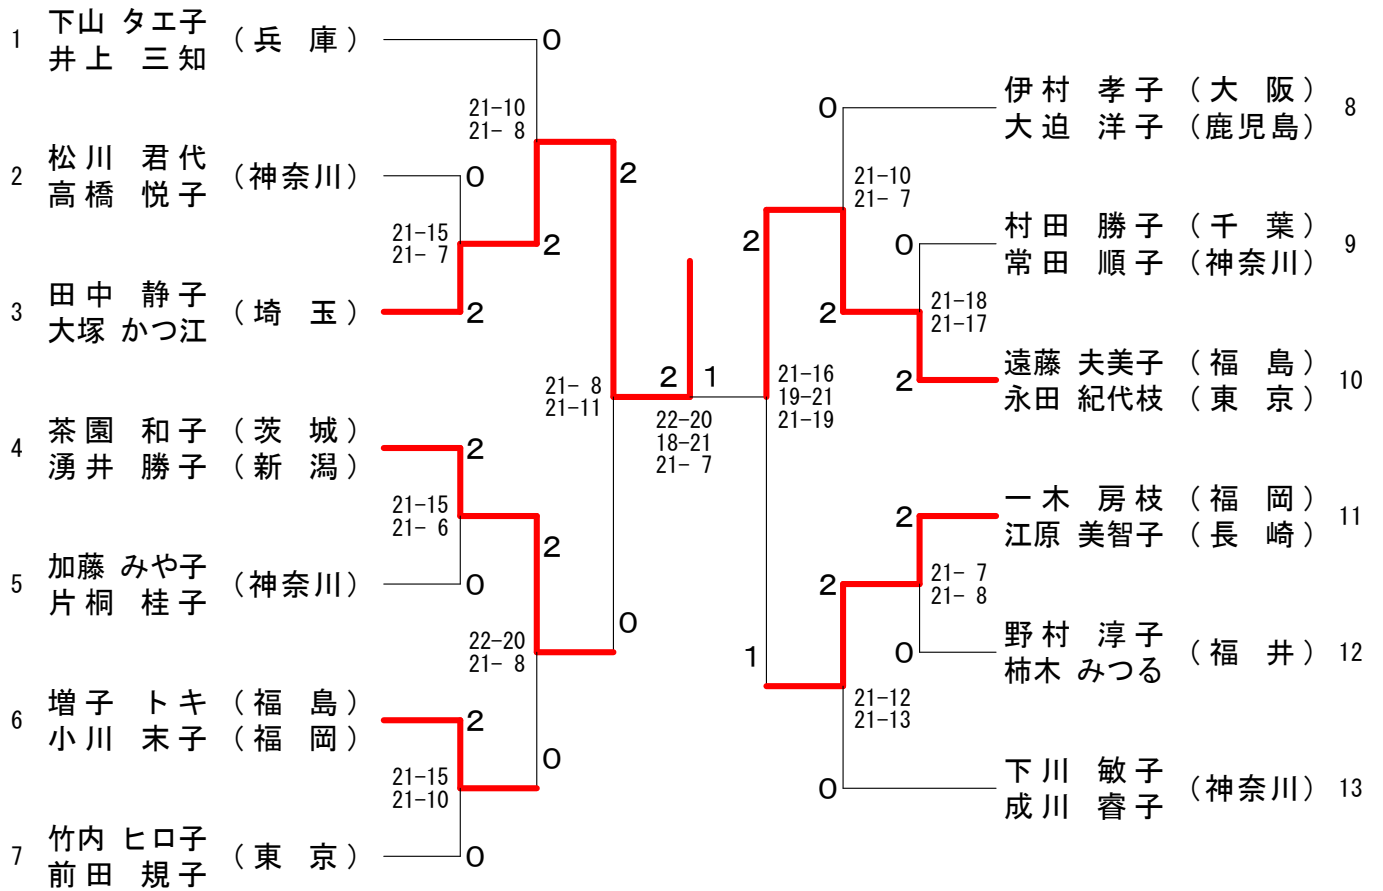 1 下山 タエ子 (兵 庫)
井上 三知
0
21-10
21- 8
2 松川 君代 (神奈川)
高橋 悦子
0
2
21-15
21- 7
2
3 田中 静子 (埼 玉)
大塚 かつ江
2
21- 8
21-11
2 1
22-20
18-21
21- 7
4 茶園 和子 (茨 城)
湧井 勝子 (新 潟)
2
21-15
21- 6
2
5 加藤 みや子 (神奈川)
片桐 桂子
0
0
22-20
21- 8
6 増子 トキ (福 島)
小川 末子 (福 岡)
2
0
21-15
21-10
7 竹内 ヒロ子 (東 京)
前田 規子
0
0
伊村 孝子 (大 阪) 8
大迫 洋子 (鹿児島)
21-10
21- 7
2
0
村田 勝子 (千 葉) 9
常田 順子 (神奈川)
2
21-18
21-17
2
遠藤 夫美子 (福 島) 10
永田 紀代枝 (東 京)
21-16
19-21
21-19
2
一木 房枝 (福 岡) 11
江原 美智子 (長 崎)
2
21- 7
21- 8
1
0
野村 淳子 (福 井) 12
柿木 みつる
21-12
21-13
0
下川 敏子 (神奈川) 13
成川 睿子